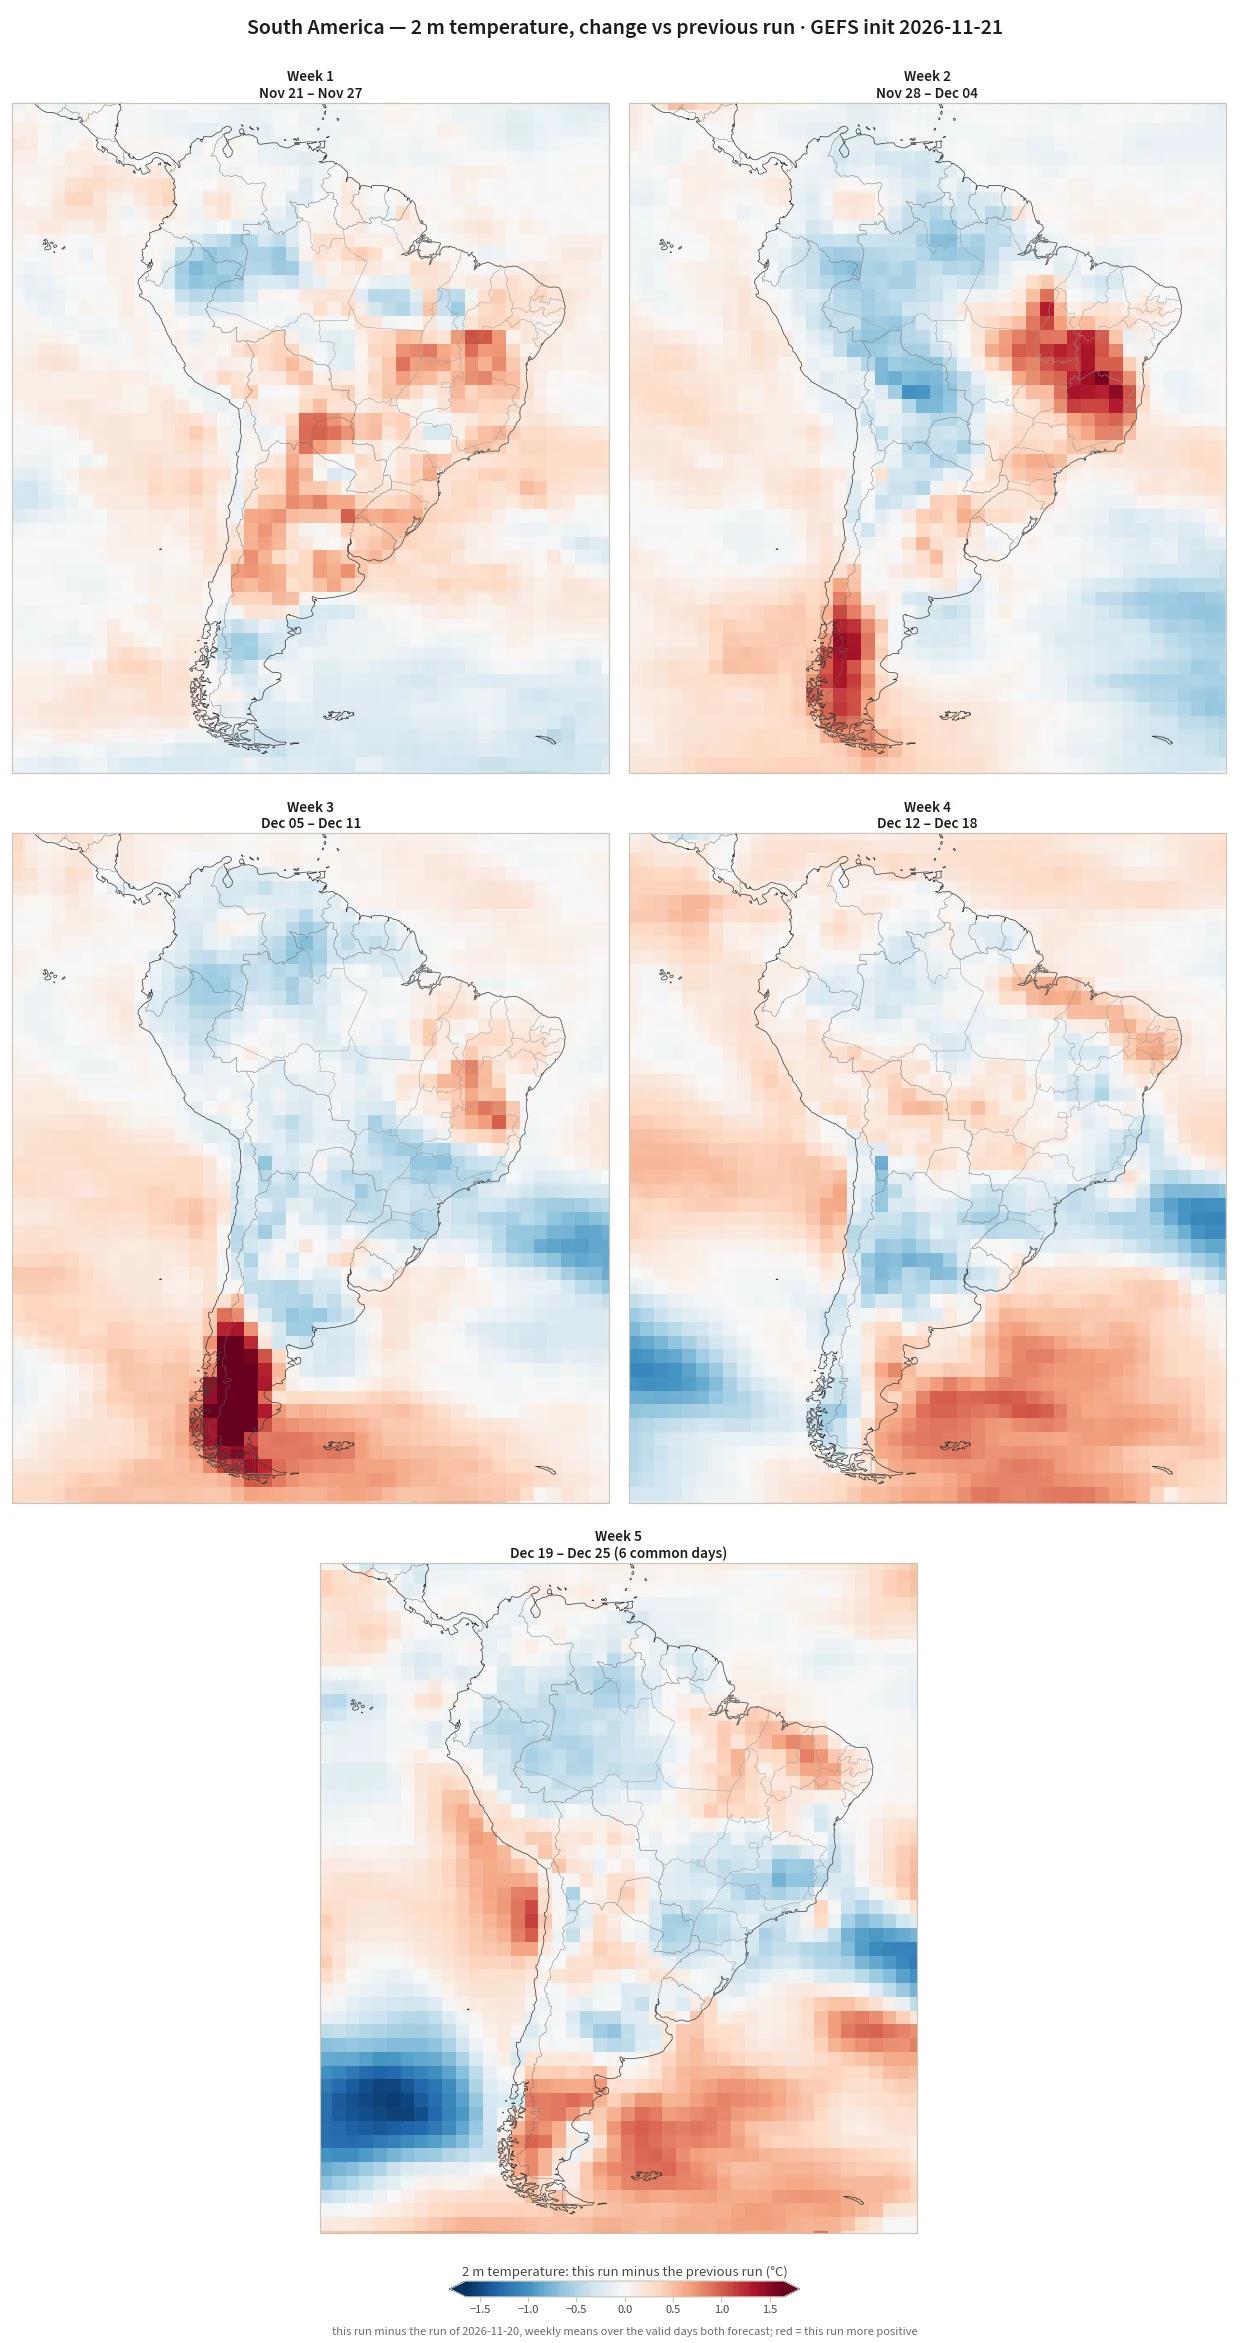 South America — 2 m temperature, change vs previous run · GEFS init 2026-11-21
Week 1
Nov 21 – Nov 27
Week 2
Nov 28 – Dec 04
Week 3
Dec 05 – Dec 11
Week 4
Dec 12 – Dec 18
Week 5
Dec 19 – Dec 25 (6 common days)
2 m temperature: this run minus the previous run (°C)
−1.5 −1.0 −0.5 0.0 0.5 1.0 1.5
this run minus the run of 2026-11-20, weekly means over the valid days both forecast; red = this run more positive